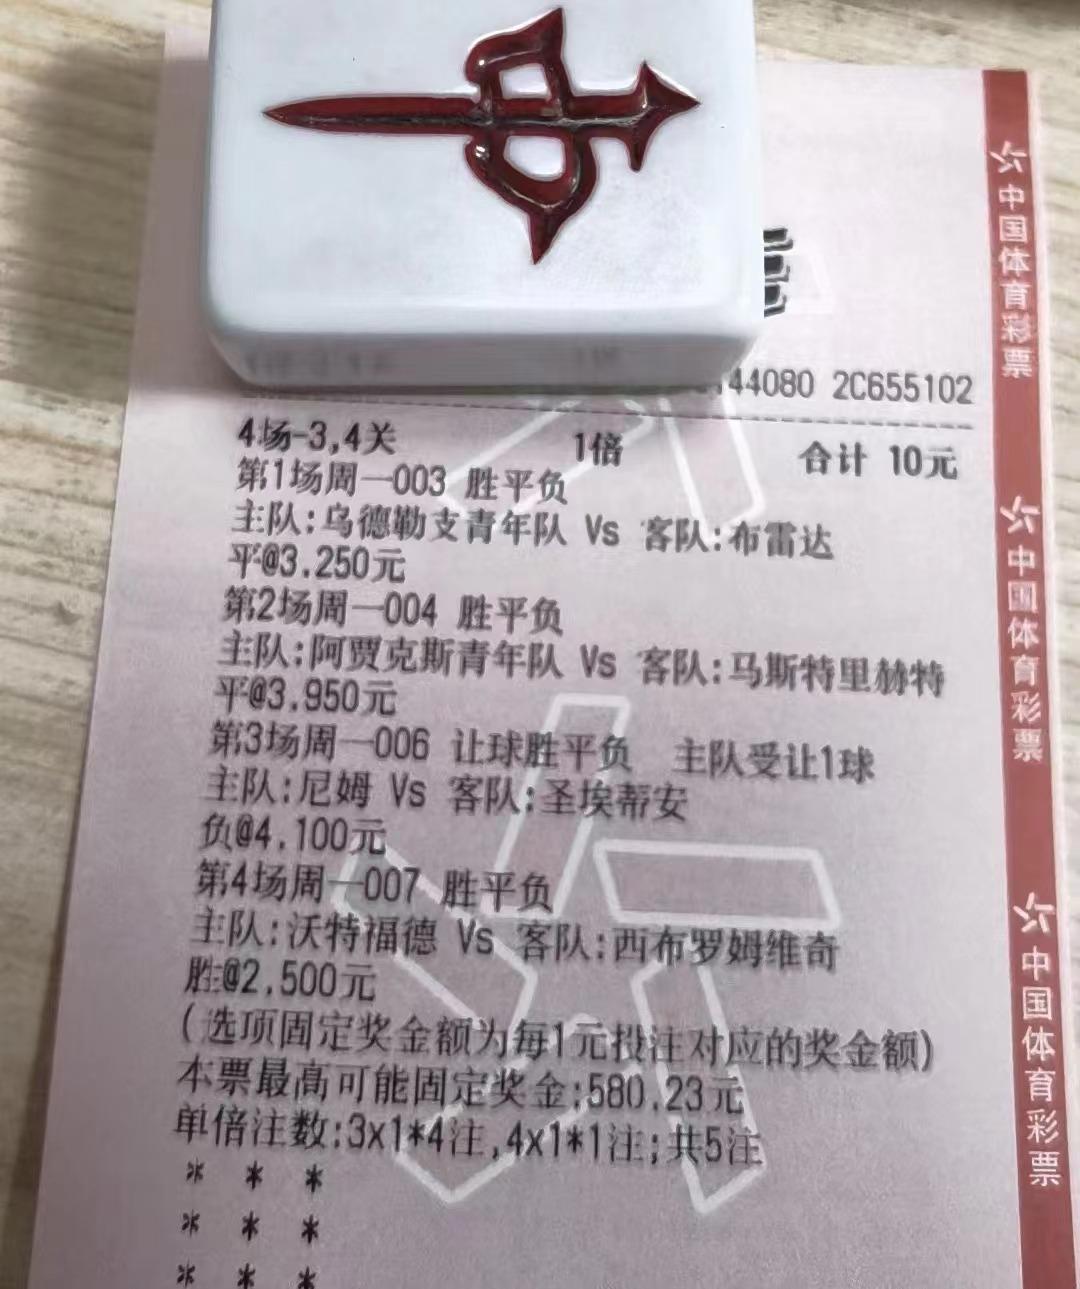 44080 2C655102
4场-3,4关 1倍 合计 10元
第1场周一003 胜平负
主队:乌德勒支青年队 Vs 客队:布雷达
平@3.250元
第2场周一004 胜平负
主队:阿贾克斯青年队 Vs 客队:马斯特里赫特
平@3.950元
第3场周一006 让球胜平负 主队受让1球
主队:尼姆 Vs 客队:圣埃蒂安
负@4.100元
第4场周一007 胜平负
主队:沃特福德 Vs 客队:西布罗姆维奇
胜@2.500元
(选项固定奖金额为每1元投注对应的奖金额)
本票最高可能固定奖金:580.23元
单倍注数:3x1*4注,4x1*1注;共5注
* * *
* * *
* * *
中国体育彩票
中国体育彩票
中国体育彩票